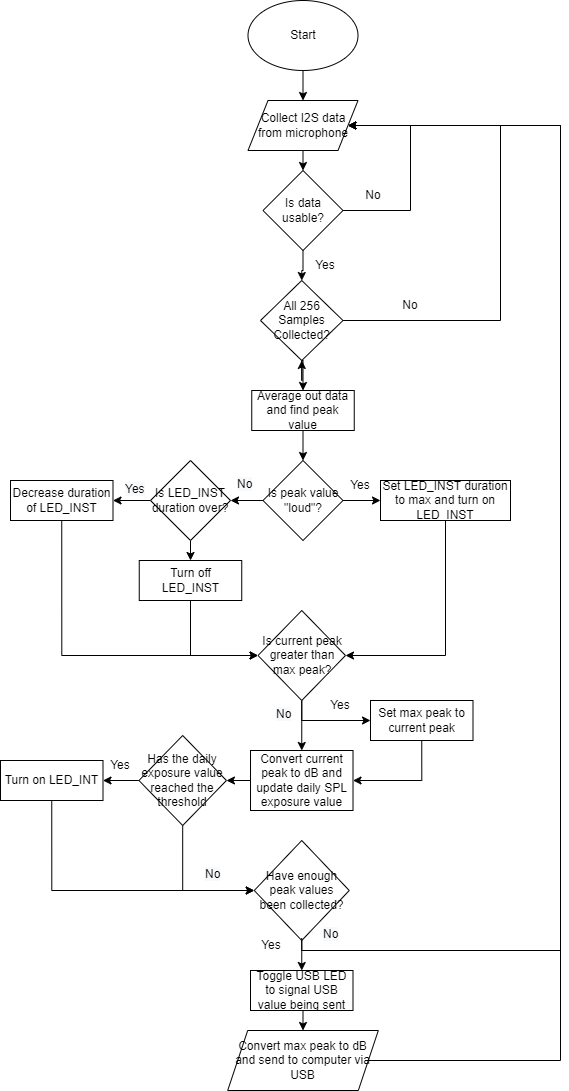 Start
Collect I2S data
from microphone
Is data
usable?
No
Yes
All 256
Samples
Collected?
No
Average out data
and find peak
value
Is peak value
"loud"?
No
Yes
Is LED_INST
duration over?
Yes
Decrease duration
of LED_INST
Set LED_INST duration
to max and turn on
LED_INST
Turn off
LED_INST
Is current peak
greater than
max peak?
Yes
No
Set max peak to
current peak
Convert current
peak to dB and
update daily SPL
exposure value
Has the daily
exposure value
reached the
threshold
Yes
Turn on LED_INT
No
Have enough
peak values
been collected?
No
Yes
Toggle USB LED
to signal USB
value being sent
Convert max peak to dB
and send to computer via
USB